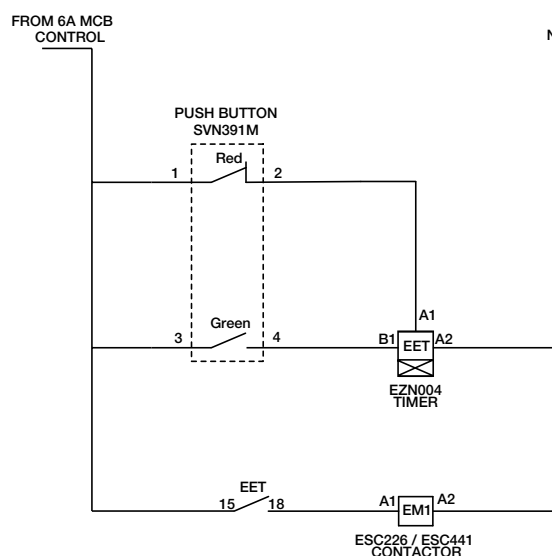 FROM 6A MCB
CONTROL
N
PUSH BUTTON
SVN391M
Red
1
2
A1
Green
3
4
B1
EET
A2
EZN004
TIMER
EET
15
18
A1
EM1
A2
ESC226 / ESC441
CONTACTOR